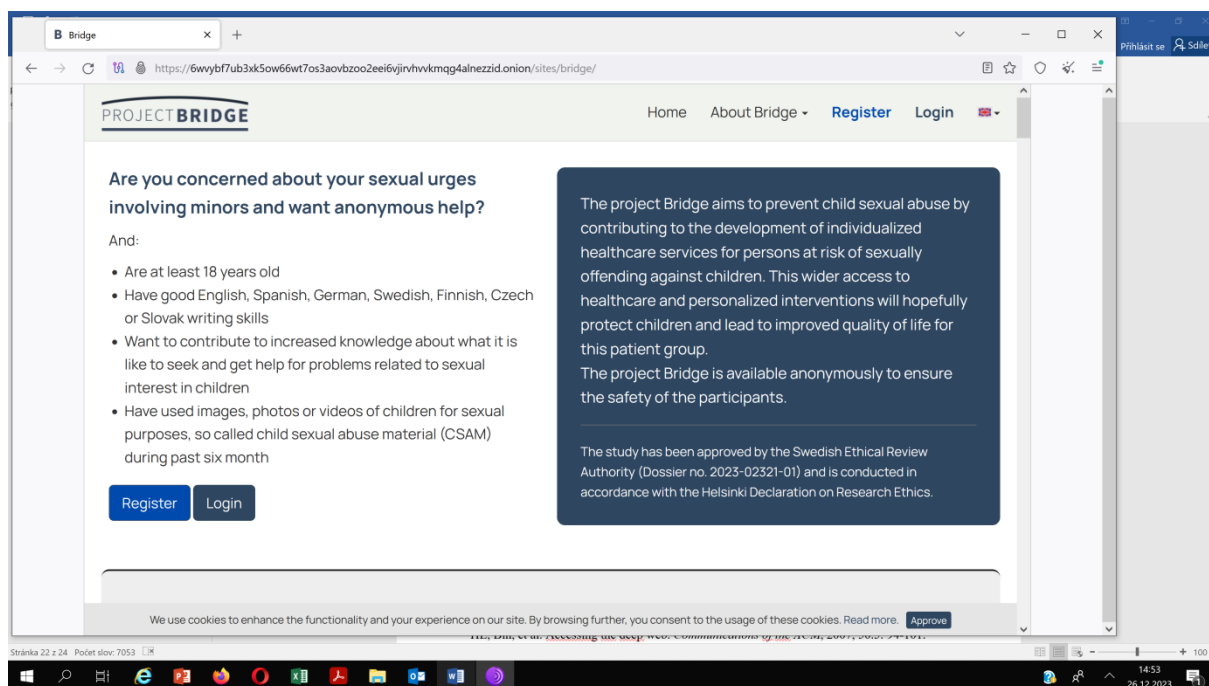 B Bridge
Přihlásit se Sdílet
https://6wvybf7ub3xk5ow66wt7os3aovbzoo2eei6vjirvhvvkmqg4alnezzid.onion/sites/bridge/
PROJECTBRIDGE
Home About Bridge Register Login
Are you concerned about your sexual urges
involving minors and want anonymous help?
And:
• Are at least 18 years old
• Have good English, Spanish, German, Swedish, Finnish, Czech
or Slovak writing skills
• Want to contribute to increased knowledge about what it is
like to seek and get help for problems related to sexual
interest in children
• Have used images, photos or videos of children for sexual
purposes, so called child sexual abuse material (CSAM)
during past six month
Register Login
The project Bridge aims to prevent child sexual abuse by
contributing to the development of individualized
healthcare services for persons at risk of sexually
offending against children. This wider access to
healthcare and personalized interventions will hopefully
protect children and lead to improved quality of life for
this patient group.
The project Bridge is available anonymously to ensure
the safety of the participants.
The study has been approved by the Swedish Ethical Review
Authority (Dossier no. 2023-02321-01) and is conducted in
accordance with the Helsinki Declaration on Research Ethics.
We use cookies to enhance the functionality and your experience on our site. By browsing further, you consent to the usage of these cookies. Read more. Approve
Stránka 22 z 24 Počet slov: 7053
100
14:53
26.12.2023